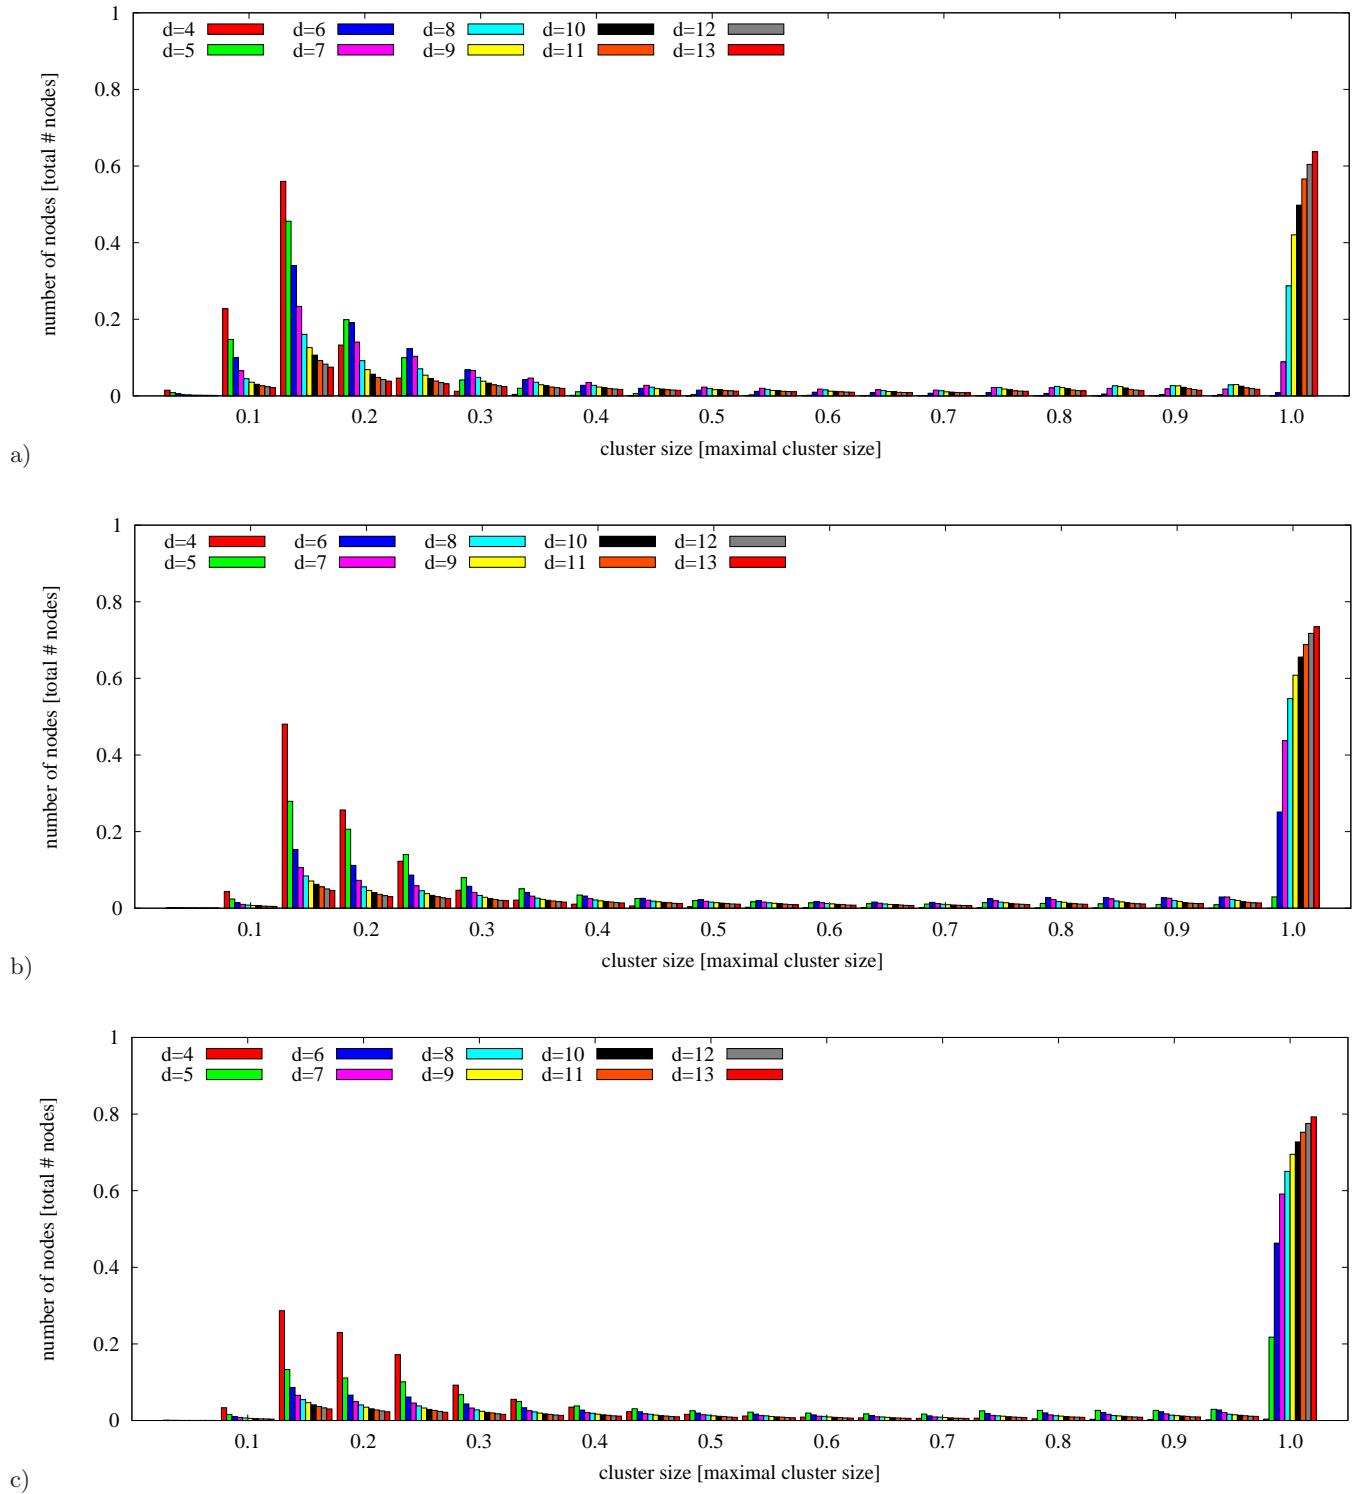 1
0.8
0.6
0.4
0.2
0
number of nodes [total # nodes]
d=4 d=6 d=8 d=10 d=12
d=5 d=7 d=9 d=11 d=13
0.1 0.2 0.3 0.4 0.5 0.6 0.7 0.8 0.9 1.0
cluster size [maximal cluster size]
a)
1
0.8
0.6
0.4
0.2
0
number of nodes [total # nodes]
d=4 d=6 d=8 d=10 d=12
d=5 d=7 d=9 d=11 d=13
0.1 0.2 0.3 0.4 0.5 0.6 0.7 0.8 0.9 1.0
cluster size [maximal cluster size]
b)
1
0.8
0.6
0.4
0.2
0
number of nodes [total # nodes]
d=4 d=6 d=8 d=10 d=12
d=5 d=7 d=9 d=11 d=13
0.1 0.2 0.3 0.4 0.5 0.6 0.7 0.8 0.9 1.0
cluster size [maximal cluster size]
c)